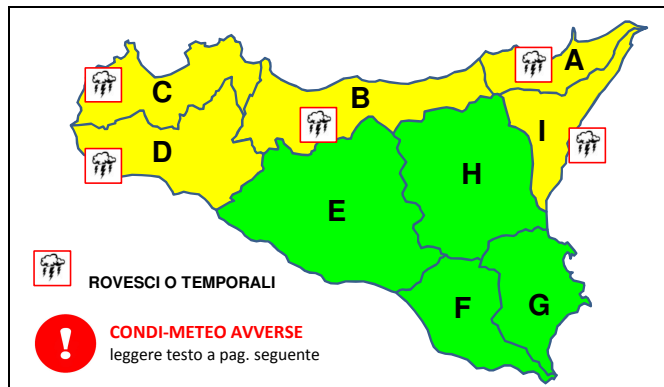 A
C
B
I
D
H
E
F
G
ROVESCI O TEMPORALI
CONDI-METEO AVVERSE
leggere testo a pag. seguente